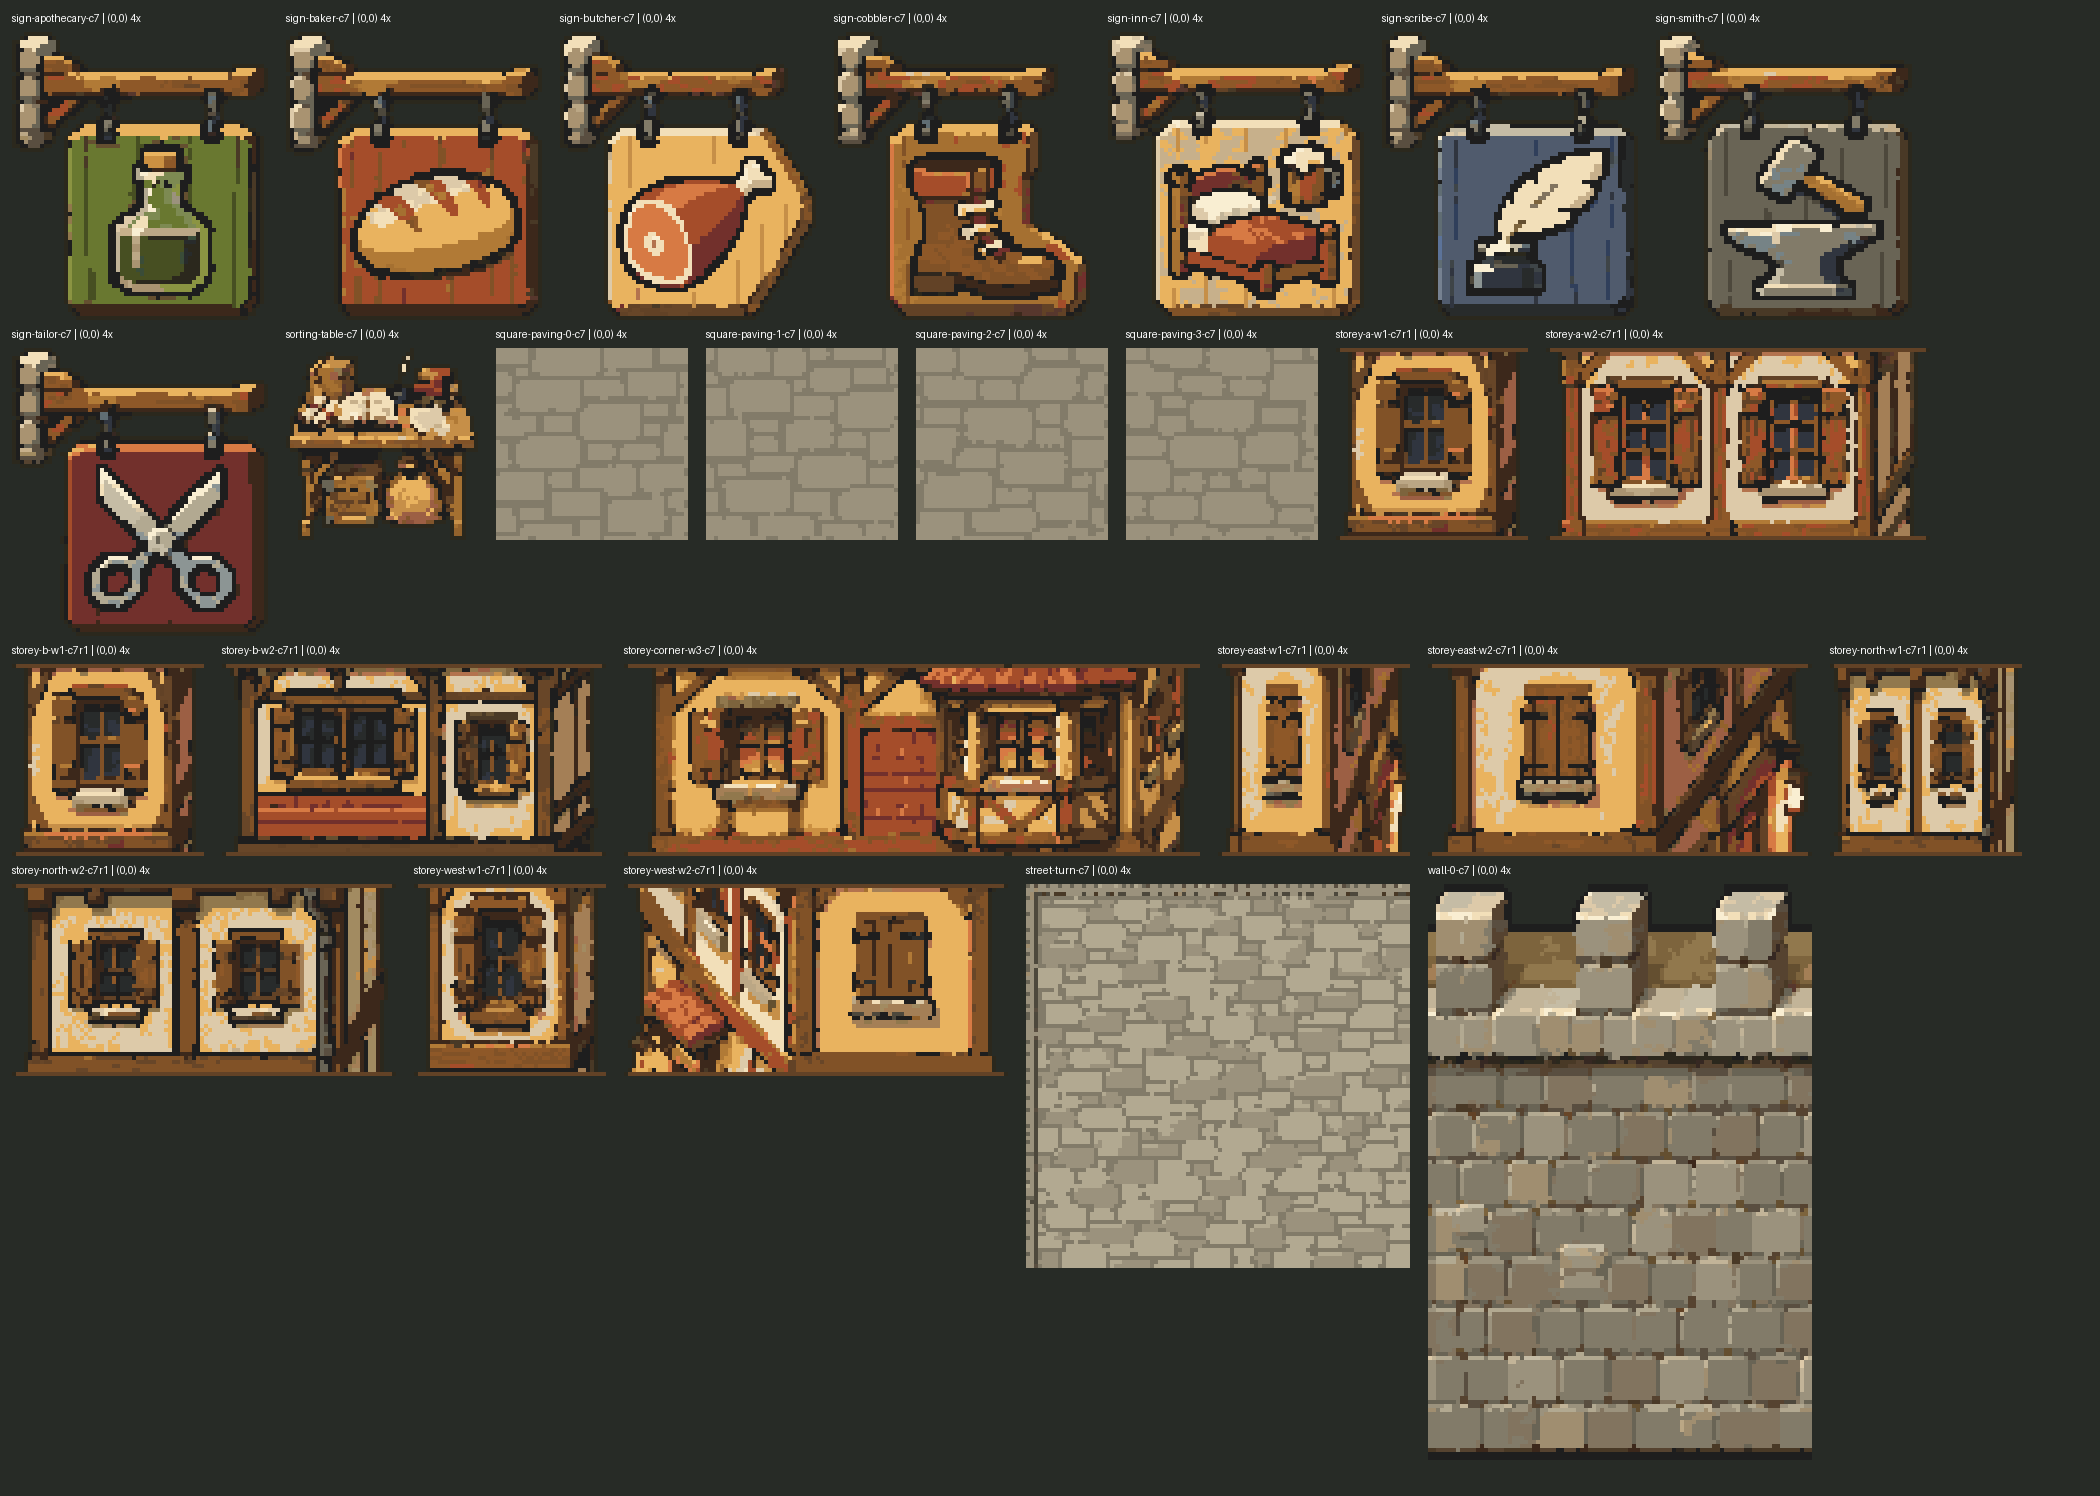 sign-apothecary-c7 | (0,0) 4x
sign-baker-c7 | (0,0) 4x
sign-butcher-c7 | (0,0) 4x
sign-cobbler-c7 | (0,0) 4x
sign-inn-c7 | (0,0) 4x
sign-scribe-c7 | (0,0) 4x
sign-smith-c7 | (0,0) 4x
sign-tailor-c7 | (0,0) 4x
sorting-table-c7 | (0,0) 4x
square-paving-0-c7 | (0,0) 4x
square-paving-1-c7 | (0,0) 4x
square-paving-2-c7 | (0,0) 4x
square-paving-3-c7 | (0,0) 4x
storey-a-w1-c7r1 | (0,0) 4x
storey-a-w2-c7r1 | (0,0) 4x
storey-b-w1-c7r1 | (0,0) 4x
storey-b-w2-c7r1 | (0,0) 4x
storey-corner-w3-c7 | (0,0) 4x
storey-east-w1-c7r1 | (0,0) 4x
storey-east-w2-c7r1 | (0,0) 4x
storey-north-w1-c7r1 | (0,0) 4x
storey-north-w2-c7r1 | (0,0) 4x
storey-west-w1-c7r1 | (0,0) 4x
storey-west-w2-c7r1 | (0,0) 4x
street-turn-c7 | (0,0) 4x
wall-0-c7 | (0,0) 4x